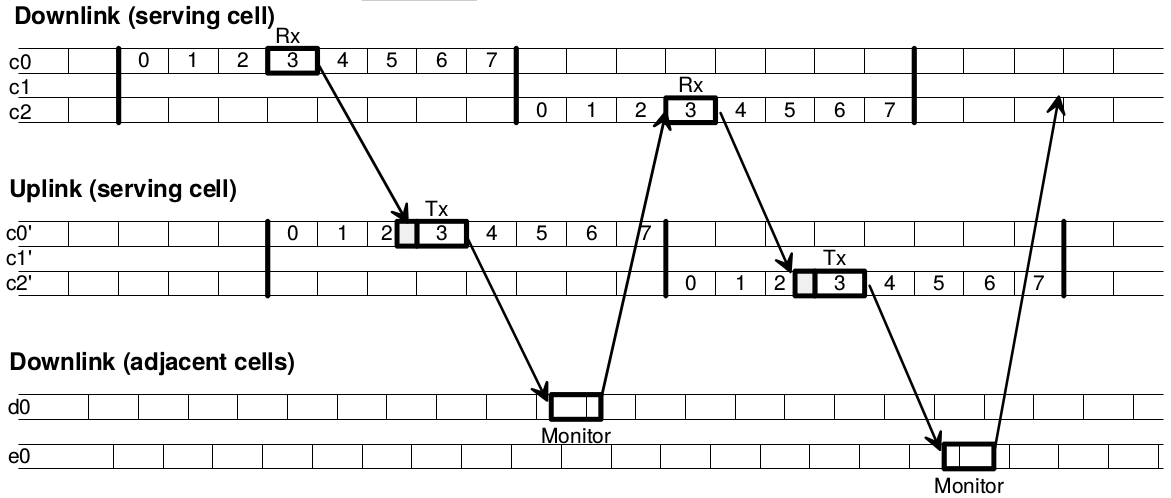 Downlink (serving cell)
Rx
c0 0 1 2 3 4 5 6 7
Rx
c1
c2 0 1 2 3 4 5 6 7
Uplink (serving cell)
Tx
c0' 0 1 2 3 4 5 6 7
Tx
c1'
c2' 0 1 2 3 4 5 6 7
Downlink (adjacent cells)
d0
Monitor
e0
Monitor